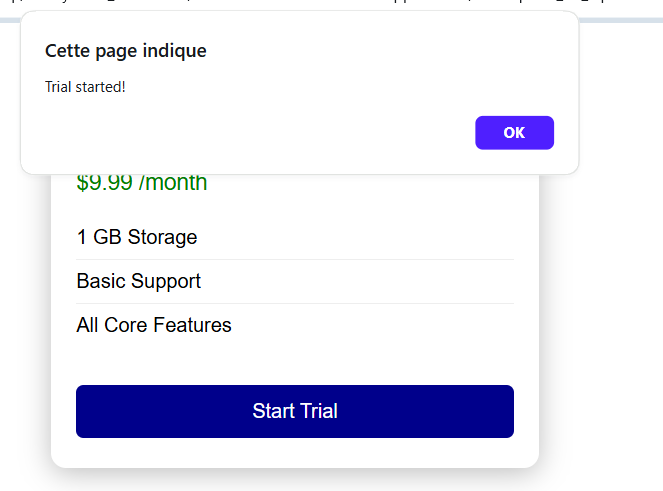 Cette page indique
Trial started!
OK
$9.99 /month
1 GB Storage
Basic Support
All Core Features
Start Trial